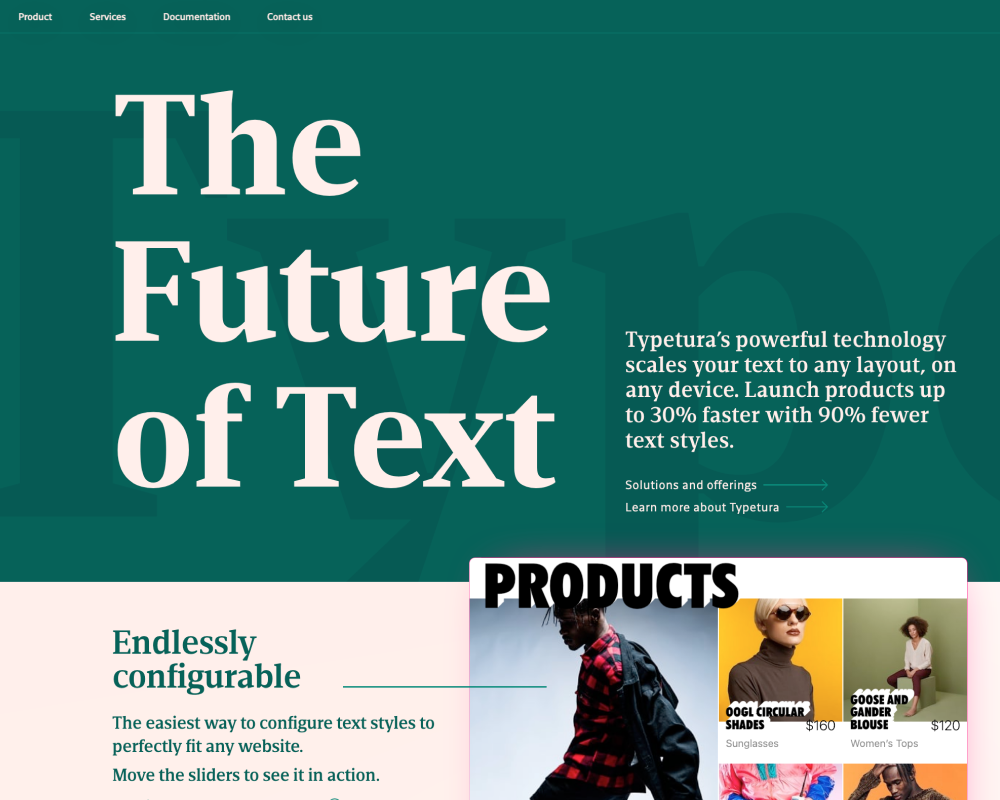 Product
Services
Documentation
Contact us
The
Future
of Text
Typetura’s powerful technology
scales your text to any layout, on
any device. Launch products up
to 30% faster with 90% fewer
text styles.
Solutions and offerings
Learn more about Typetura
Endlessly
configurable
The easiest way to configure text styles to
perfectly fit any website.
Move the sliders to see it in action.
PRODUCTS
OOGL CIRCULAR
SHADES
$160
Sunglasses
GOOSE AND
GANDER
BLOUSE
$120
Women's Tops